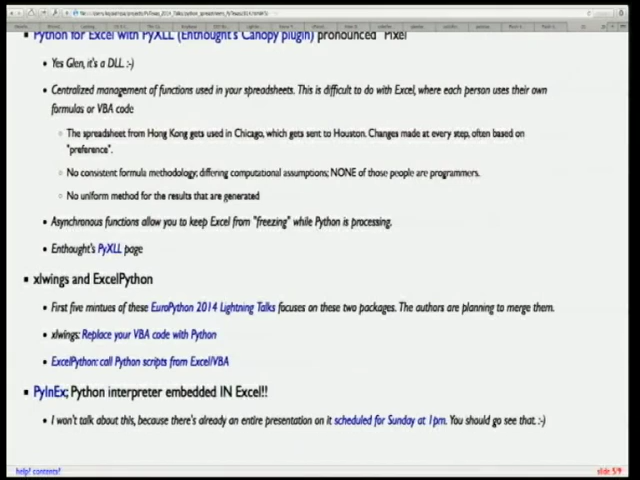 Python for Excel with PyXLL (Enthought's Canopy plugin) pronounced "Pixel"
Yes Glen, it's a DLL :-)
Centralized management of functions used in your spreadsheets. This is difficult to do with Excel, where each person uses their own
formulas or VBA code
The spreadsheet from Hong Kong gets used in Chicago, which gets sent to Houston. Changes made at every step, often based on
"preference".
No consistent formula methodology; differing computational assumptions; NONE of those people are programmers.
No uniform method for the results that are generated
Asynchronous functions allow you to keep Excel from "freezing" while Python is processing.
Enthought's PyXLL page
xlwings and ExcelPython
First five mintues of these EuroPython 2014 Lightning Talks focuses on these two packages. The authors are planning to merge them.
xlwings: Replace your VBA code with Python
ExcelPython: call Python scripts from Excel/VBA
PyInEx; Python interpreter embedded IN Excel!!
I won't talk about this, because there's already an entire presentation on it scheduled for Sunday at 1pm. You should go see that. :-)
help? contents?
slide 5/9